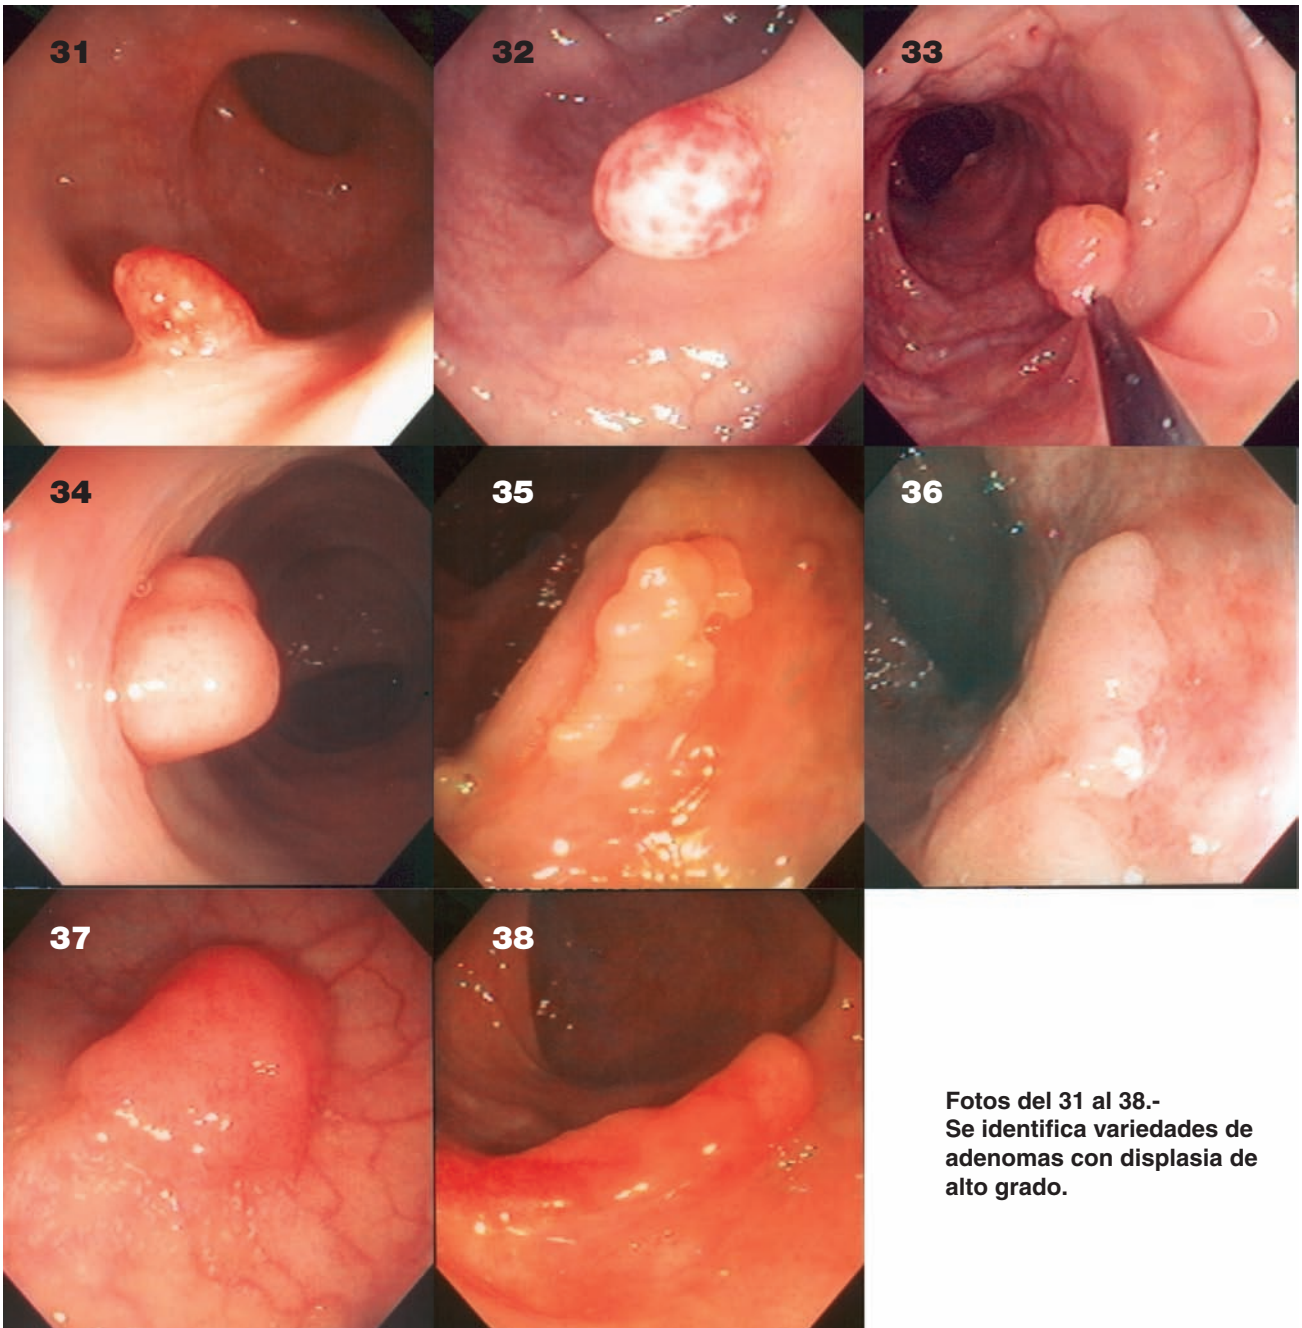 31
32
33
34
35
36
37
38
Fotos del 31 al 38.-
Se identifica variedades de
adenomas con displasia de
alto grado.